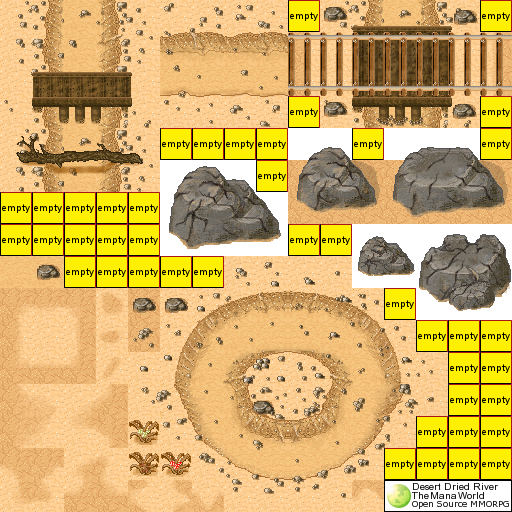 empty empty
empty empty
empty empty empty empty empty empty
empty
empty empty empty empty empty
empty empty empty empty empty empty empty
empty empty empty empty empty
empty
empty empty empty
empty empty
empty empty
empty empty empty
empty empty empty empty
Desert Dried River
The Mana World
Open Source MMORPG